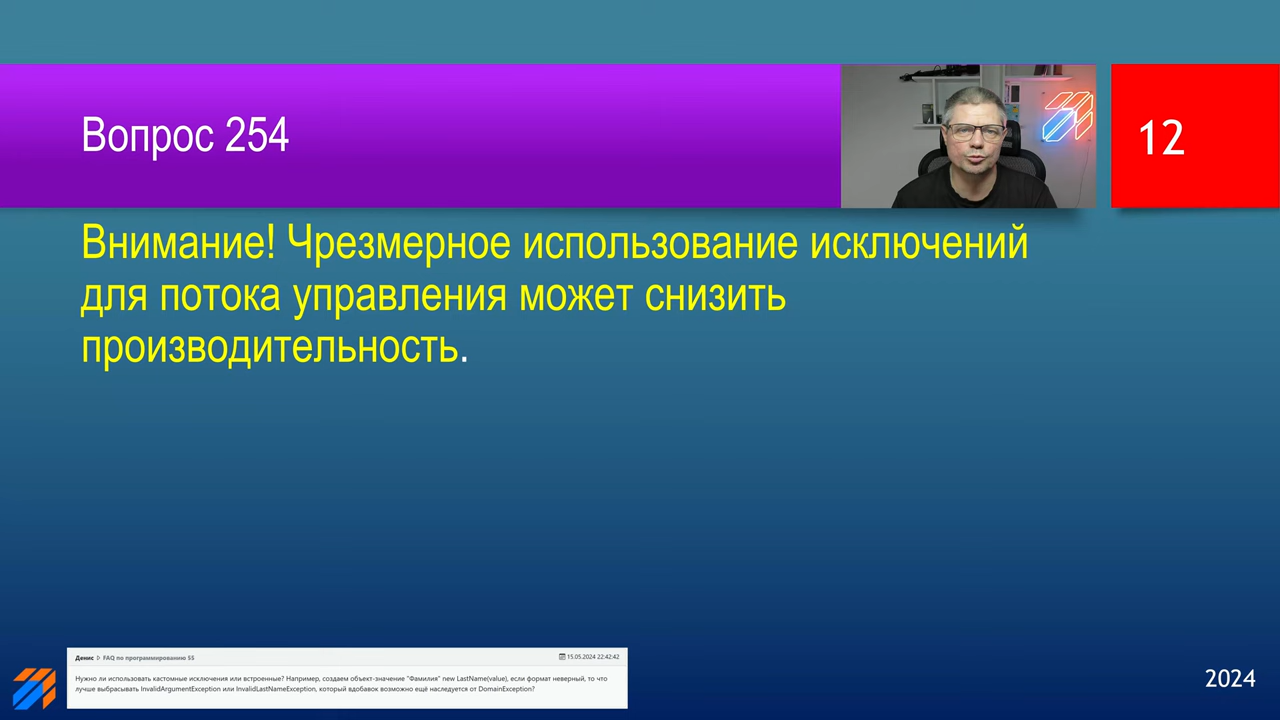 Вопрос 254
12
Внимание! Чрезмерное использование исключений
для потока управления может снизить
производительность.
Денис FAQ по программированию 55
15.05.2024 22:42:42
Нужно ли использовать кастомные исключения или встроенные? Например, создаем объект-значение "Фамилия" new LastName(value), если формат неверный, то что
лучше выбрасывать InvalidArgumentException или InvalidLastNameException, который вдобавок возможно ещё наследуется от DomainException?
2024